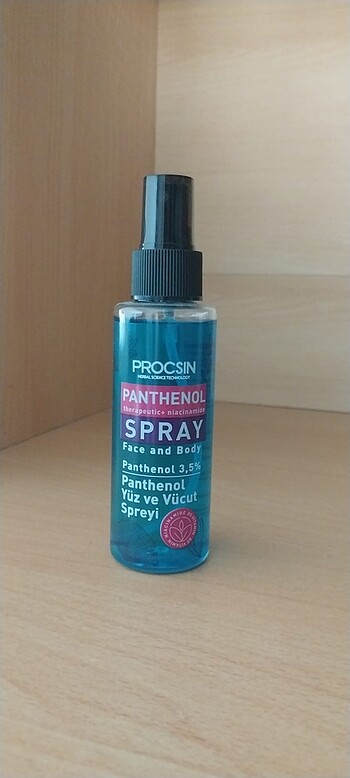 PROCSIN
HERBAL SCIENCE TECHNOLOGY
PANTHENOL
therapeutic+ niacinamide
SPRAY
Face and Body
Panthenol 3,5%
Panthenol
Yüz ve Vücut
Spreyi